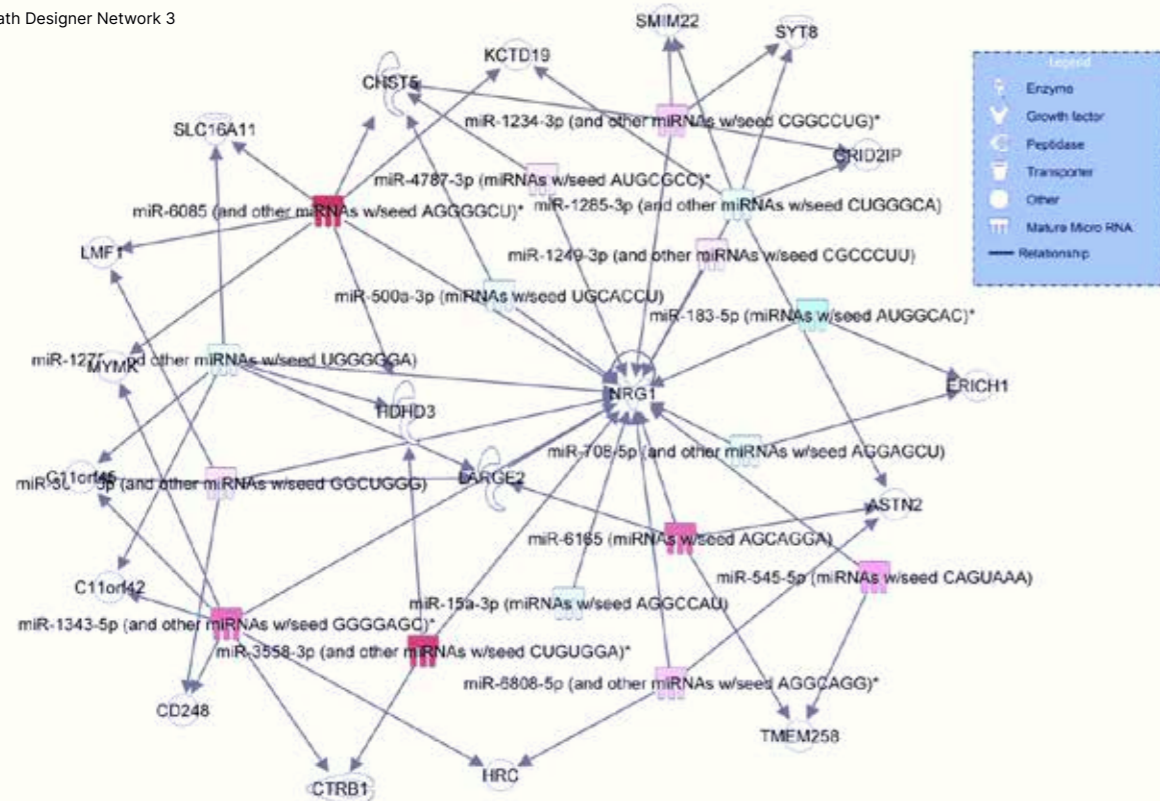 ath Designer Network 3
SMIM22
SYT8
KCTD19
CHST5
Legend
Enzyme
Growth factor
Peptidase
Transporter
Other
Mature Micro RNA
Relationship
SLC16A11
miR-1234-3p (and other miRNAs w/seed CGGCCUG)*
GRID2IP
miR-4787-3p (miRNAs w/seed AUGCGCC)*
miR-6085 (and other miRNAs w/seed AGGGGCU)*
miR-1285-3p (and other miRNAs w/seed CUGGGCA)
LMF1
miR-1249-3p (and other miRNAs w/seed CGCCCUU)
miR-500a-3p (miRNAs w/seed UGCACCU)
miR-183-5p (miRNAs w/seed AUGGCAC)*
and other miRNAs w/seed UGGGGGA)
MYMK
NRG1
ERICH1
HDHD3
miR-708-5p (and other miRNAs w/seed AGGAGCU)
C11orf45
(and other miRNAs w/seed GGCUGGG)
LARGE2
ASTN2
miR-6165 (miRNAs w/seed AGCAGGA)
miR-545-5p (miRNAs w/seed CAGUAAA)
C11orf42
miR-15a-3p (miRNAs w/seed AGGCCAU)
miR-1343-5p (and other miRNAs w/seed GGGGAGC)*
miR-3558-3p (and other miRNAs w/seed CUGUGGA)*
miR-6808-5p (and other miRNAs w/seed AGGCAGG)*
CD248
TMEM258
HRC
CTRB1